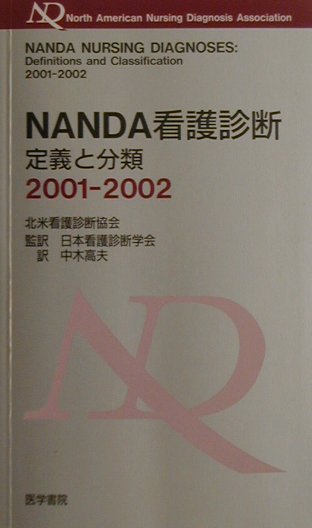 ND North American Nursing Diagnosis Association
NANDA NURSING DIAGNOSES:
Definitions and Classification
2001-2002
NANDA看護診断
定義と分類
2001-2002
北米看護診断協会
監訳 日本看護診断学会
訳 中木高夫
ND
医学書院